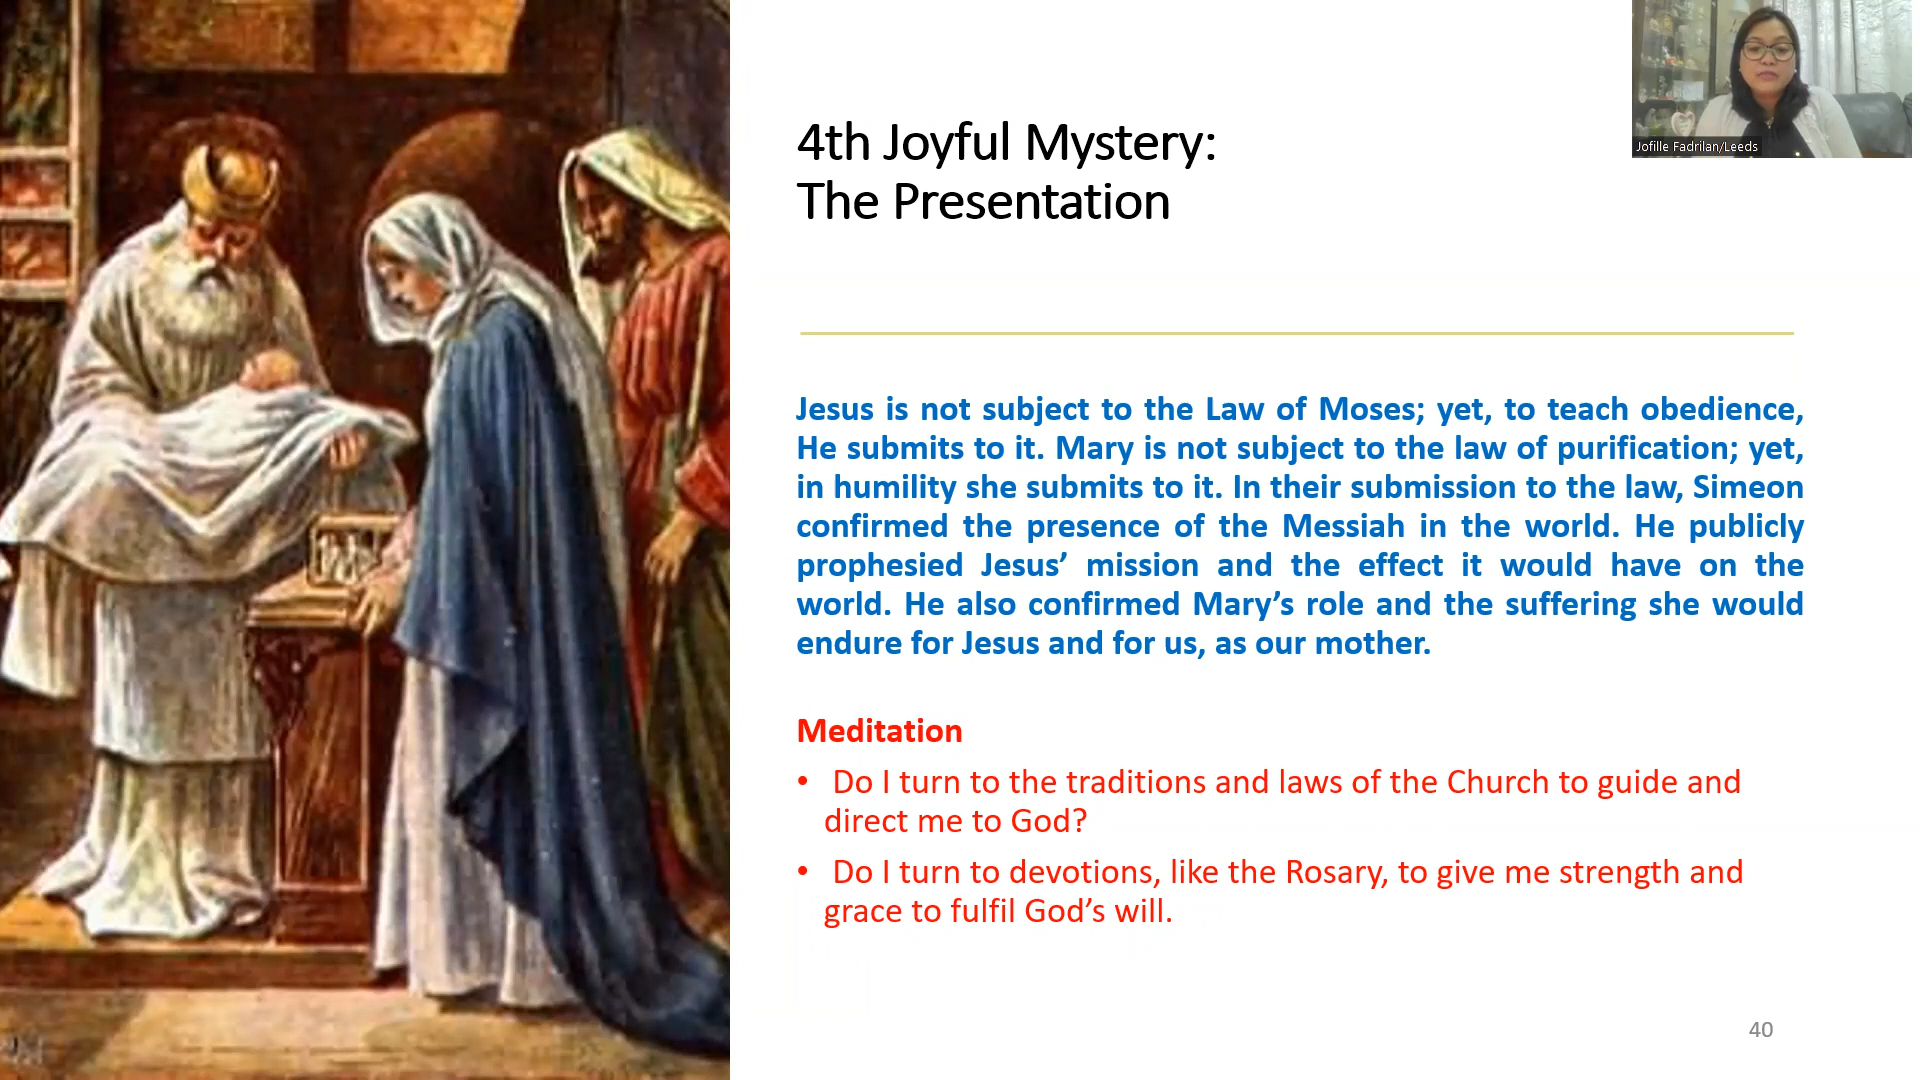 Jofille Fadrilan/Leeds
4th Joyful Mystery:
The Presentation
Jesus is not subject to the Law of Moses; yet, to teach obedience,
He submits to it. Mary is not subject to the law of purification; yet,
in humility she submits to it. In their submission to the law, Simeon
confirmed the presence of the Messiah in the world. He publicly
prophesied Jesus’ mission and the effect it would have on the
world. He also confirmed Mary’s role and the suffering she would
endure for Jesus and for us, as our mother.
Meditation
• Do I turn to the traditions and laws of the Church to guide and
direct me to God?
• Do I turn to devotions, like the Rosary, to give me strength and
grace to fulfil God’s will.
40